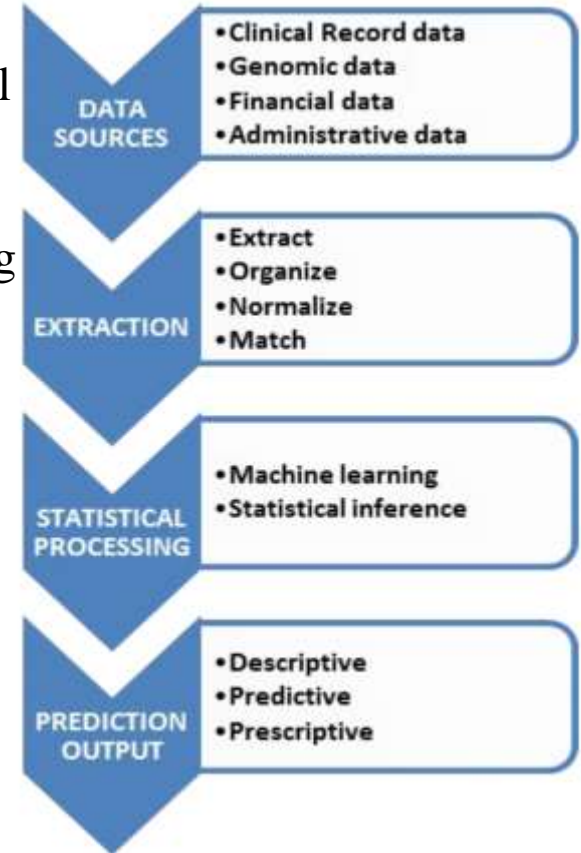 l
g
DATA
SOURCES
•Clinical Record data
•Genomic data
•Financial data
•Administrative data
EXTRACTION
•Extract
•Organize
•Normalize
•Match
STATISTICAL
PROCESSING
•Machine learning
•Statistical inference
PREDICTION
OUTPUT
•Descriptive
•Predictive
•Prescriptive